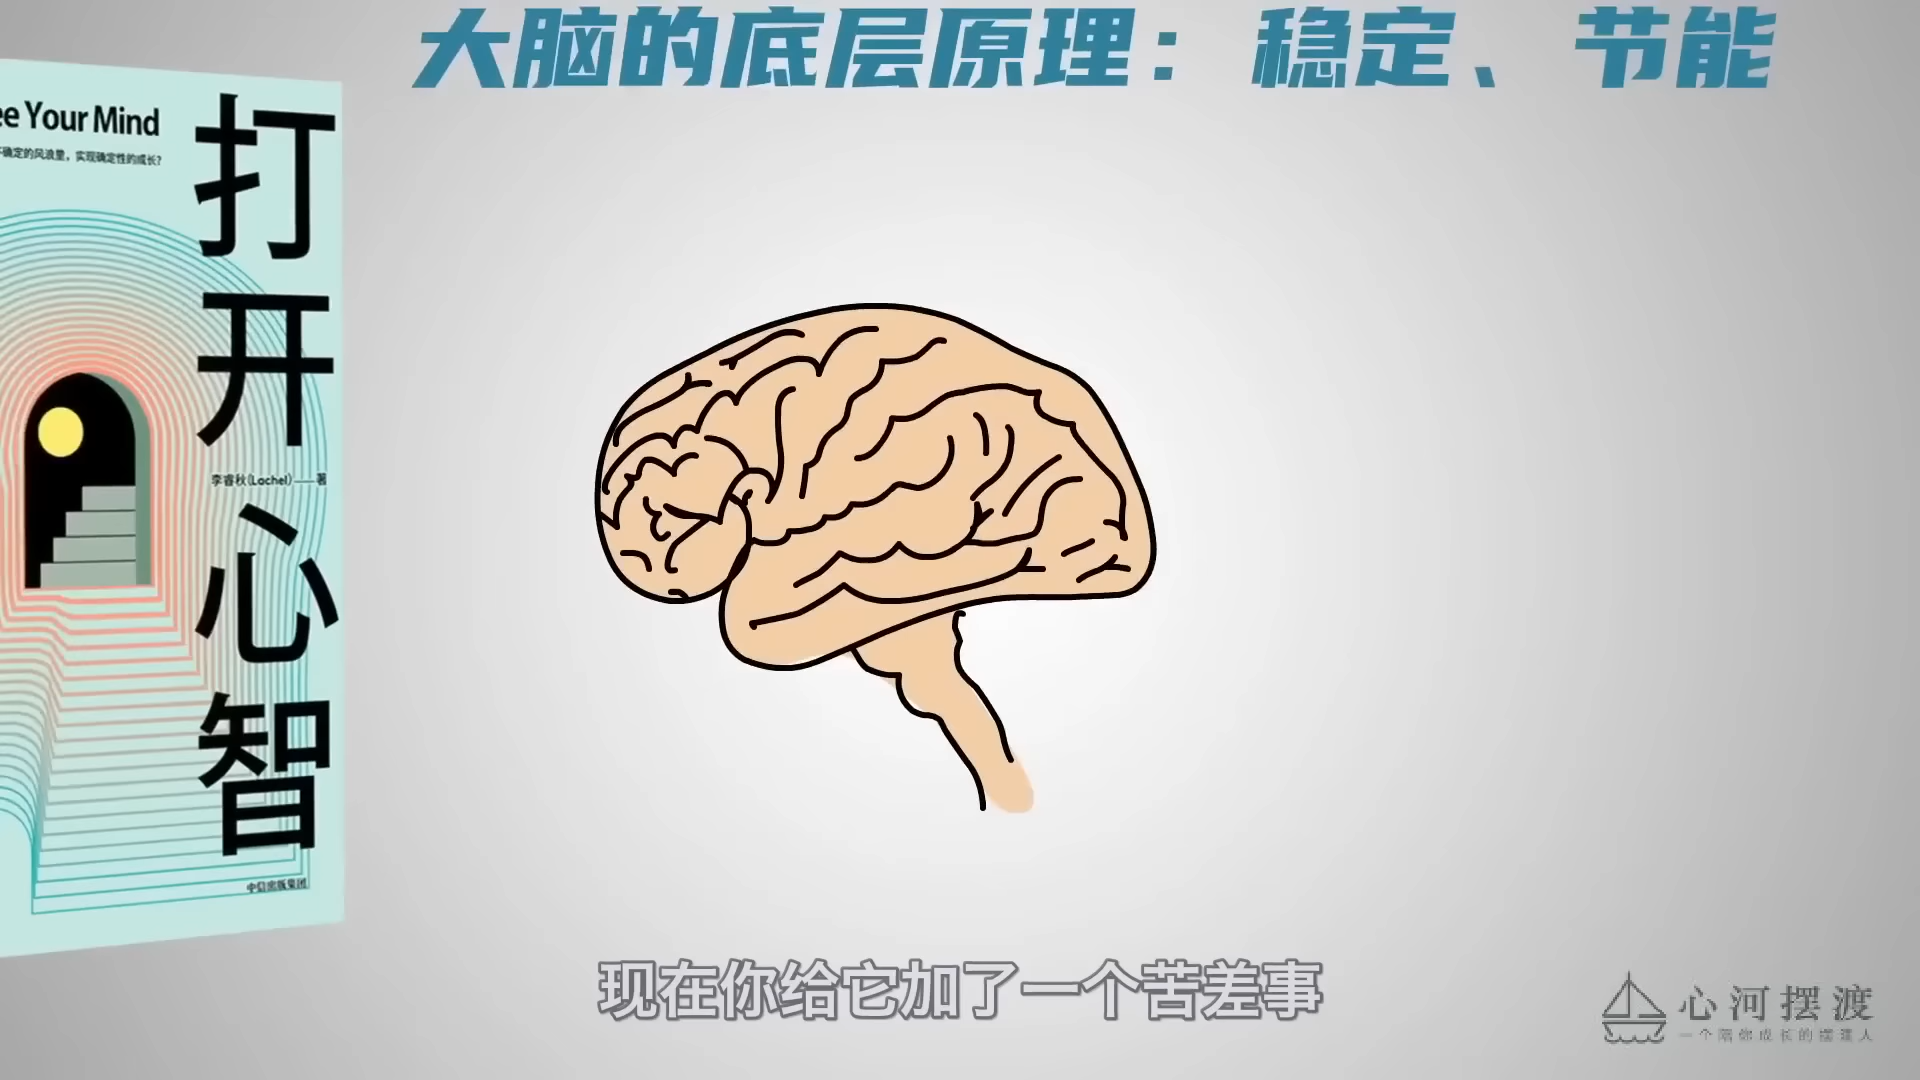 大脑的底层原理：稳定、节能
ee Your Mind
不确定的风浪里，实现确定性的成长?
打开心智
李睿秋(Lachel)——著
中信出版集团
现在你给它加了一个苦差事
心河摆渡
一个陪你成长的摆渡人